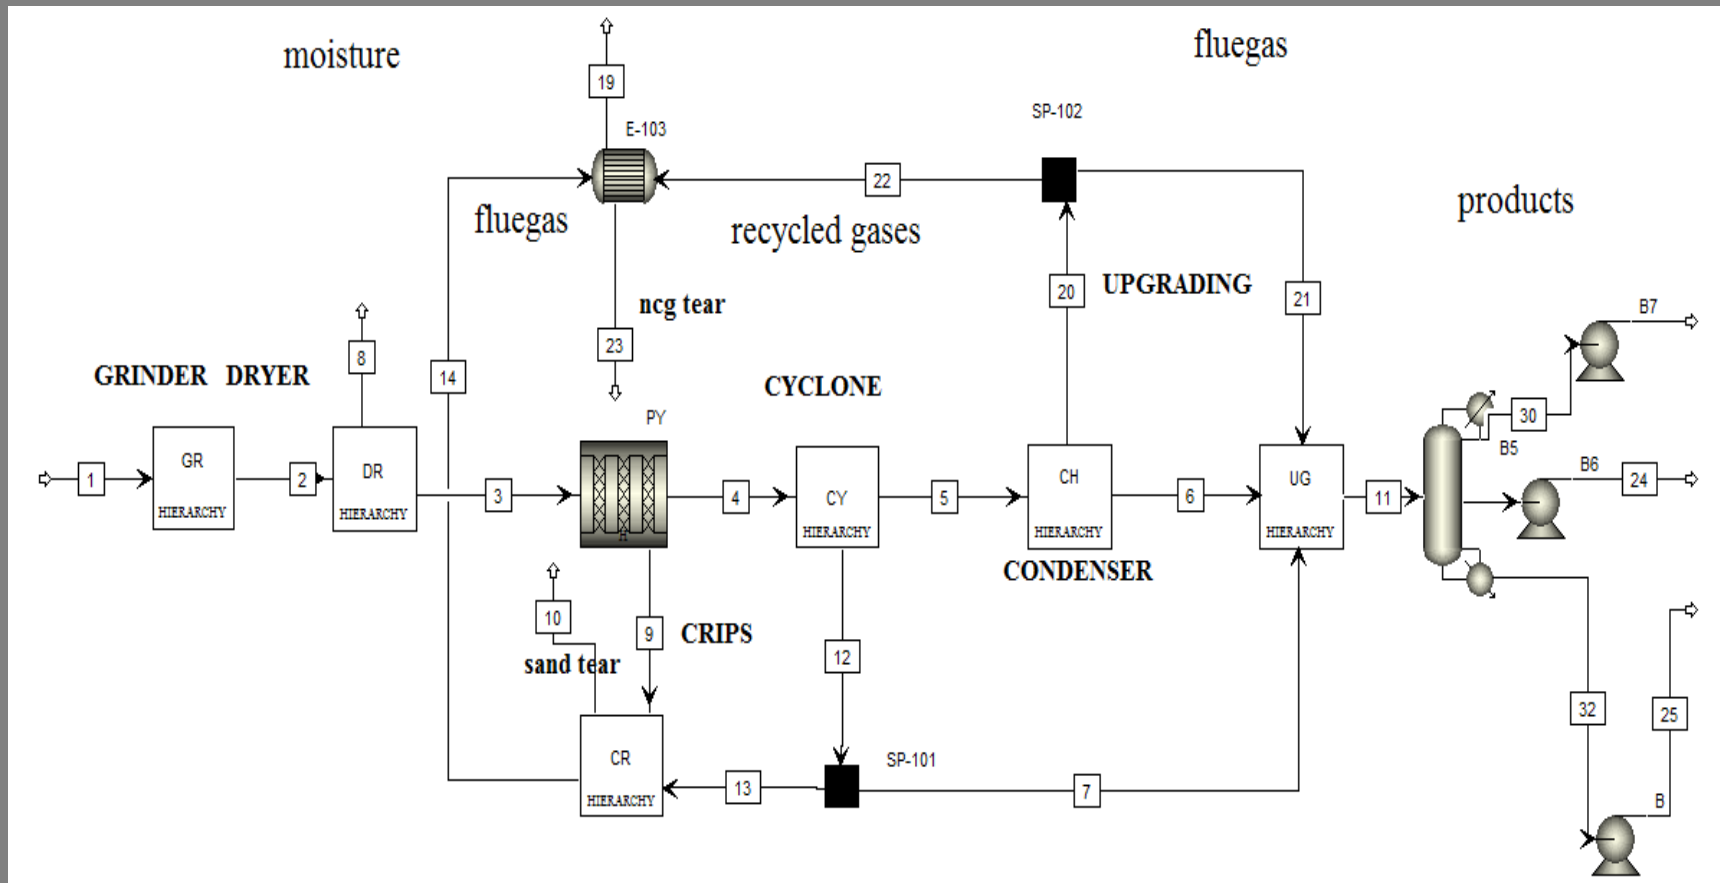 moisture
fluegas
19
E-103
SP-102
22
fluegas
recycled gases
products
20
UPGRADING
21
ncg tear
B7
23
8
GRINDER DRYER
14
CYCLONE
PY
30
B5
GR
HIERARCHY
DR
HIERARCHY
CY
HIERARCHY
CH
HIERARCHY
UG
HIERARCHY
B6
24
1
2
3
H
4
5
6
11
CONDENSER
10
9
CRIPS
sand tear
12
32
25
CR
HIERARCHY
SP-101
13
7
B